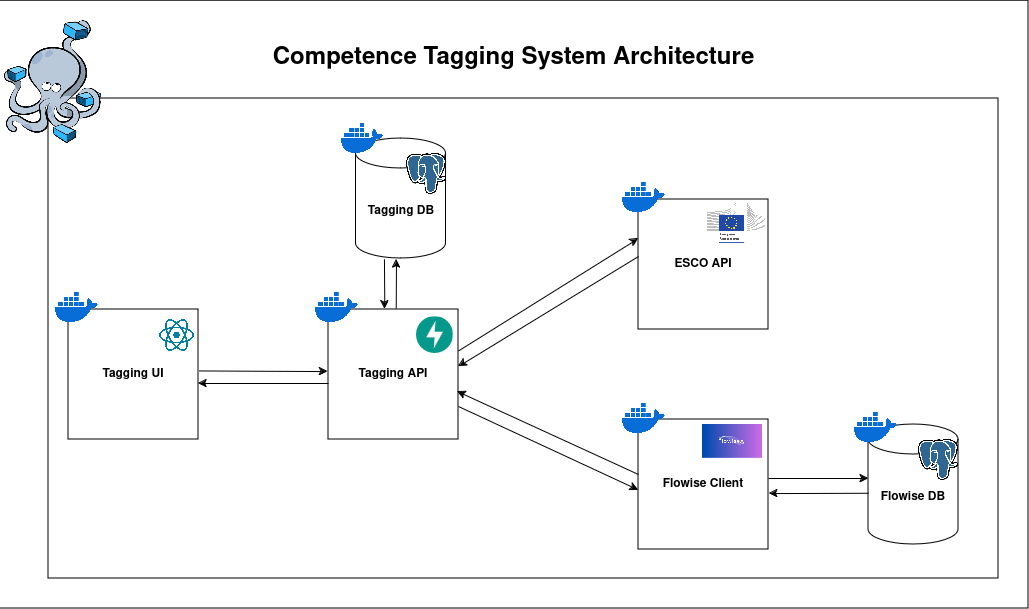 Competence Tagging System Architecture
Tagging DB
ESCO API
Tagging UI
Tagging API
Flowise Client
Flowise DB